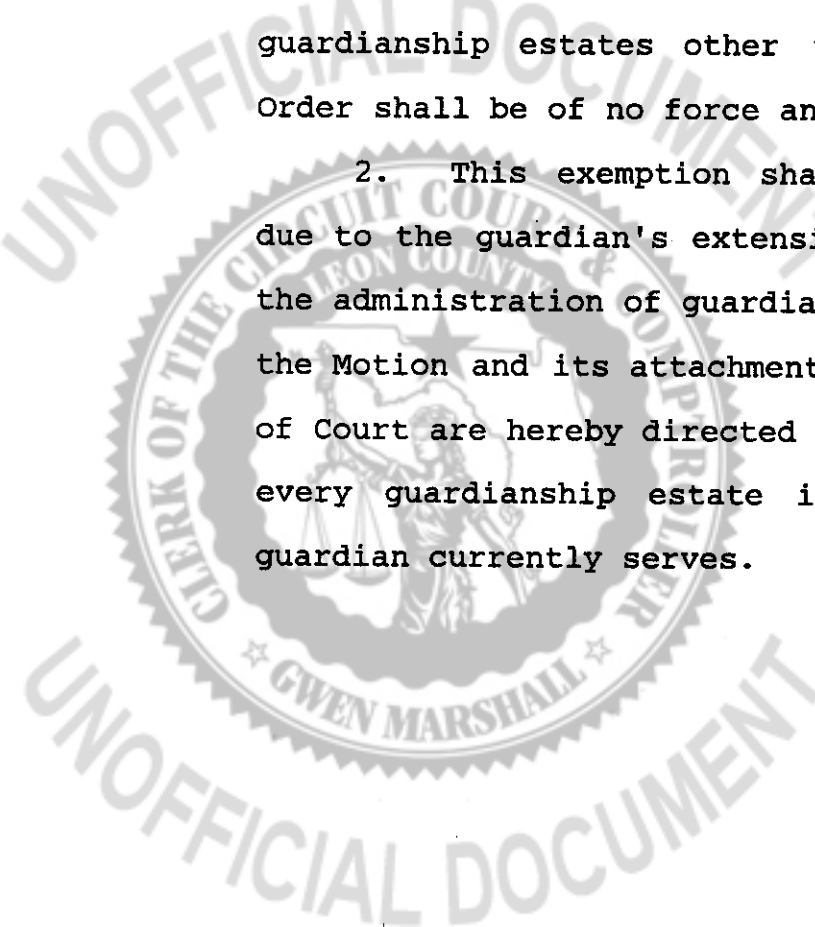 UNOFFICIAL DOCUMENT
guardianship estates other
Order shall be of no force an
2. This exemption sha
due to the guardian's extensi
the administration of guardia
the Motion and its attachment
of Court are hereby directed
every guardianship estate i
guardian currently serves.
CLERK OF THE CIRCUIT COURT & COMPTROLLER
LEON COUNTY
GWEN MARSHALL
UNOFFICIAL DOCUMENT